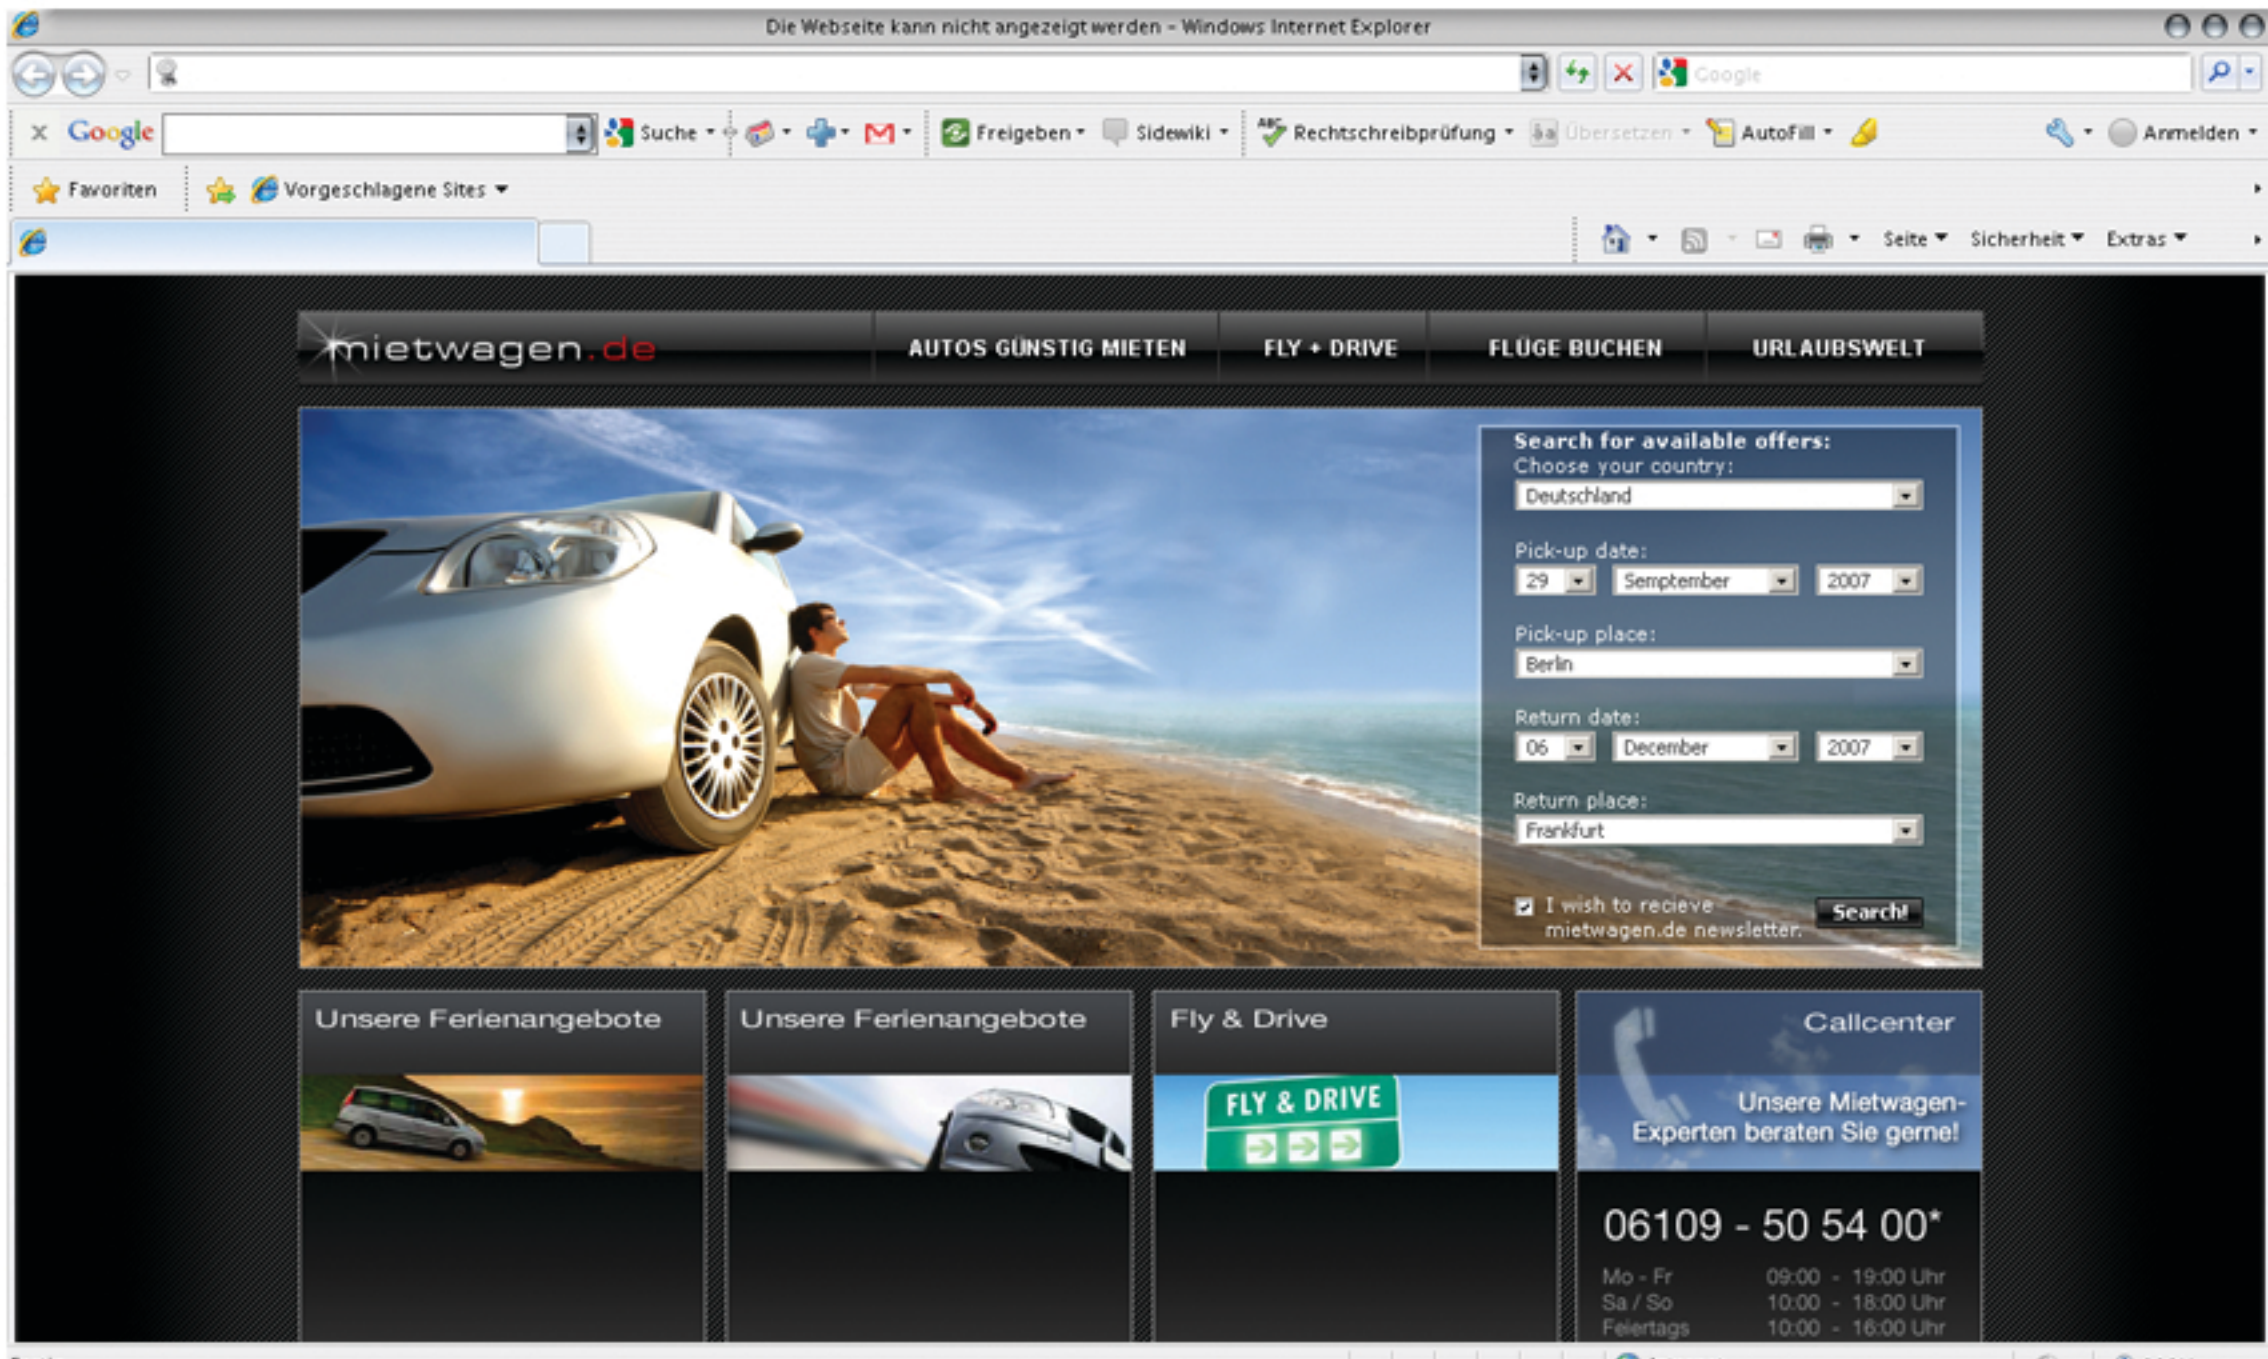 Die Webseite kann nicht angezeigt werden - Windows Internet Explorer
Google
x Google Suche Freigeben Sidewiki Rechtschreibprüfung Übersetzen AutoFill Anmelden
Favoriten Vorgeschlagene Sites
Seite Sicherheit Extras
mietwagen.de AUTOS GÜNSTIG MIETEN FLY + DRIVE FLÜGE BUCHEN URLAUBSWELT
Search for available offers:
Choose your country:
Deutschland
Pick-up date:
29 Semptember 2007
Pick-up place:
Berlin
Return date:
06 December 2007
Return place:
Frankfurt
I wish to recieve
mietwagen.de newsletter.
Search!
Unsere Ferienangebote
Unsere Ferienangebote
Fly & Drive
FLY & DRIVE
Callcenter
Unsere Mietwagen-
Experten beraten Sie gerne!
06109 - 50 54 00*
Mo - Fr 09:00 - 19:00 Uhr
Sa / So 10:00 - 18:00 Uhr
Feiertags 10:00 - 16:00 Uhr